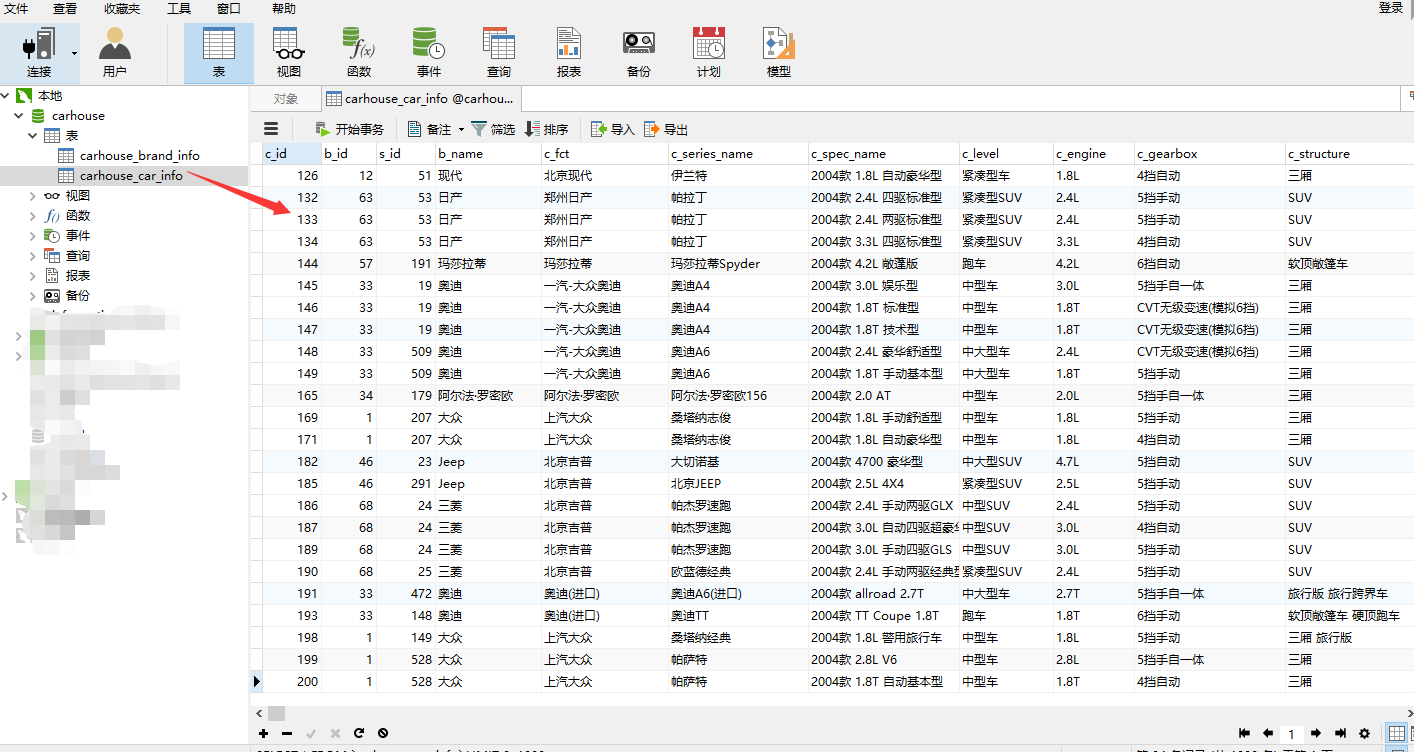 文件 查看 收藏夹 工具 窗口 帮助 登录
连接 用户 表 视图 函数 事件 查询 报表 备份 计划 模型
本地
carhouse
表
carhouse_brand_info
carhouse_car_info
视图
函数
事件
查询
报表
备份
对象 carhouse_car_info @carhou...
开始事务 备注 筛选 排序 导入 导出
c_id b_id s_id b_name c_fct c_series_name c_spec_name c_level c_engine c_gearbox c_structure
126 12 51 现代 北京现代 伊兰特 2004款 1.8L 自动豪华型 紧凑型车 1.8L 4挡自动 三厢
132 63 53 日产 郑州日产 帕拉丁 2004款 2.4L 四驱标准型 紧凑型SUV 2.4L 5挡手动 SUV
133 63 53 日产 郑州日产 帕拉丁 2004款 2.4L 两驱标准型 紧凑型SUV 2.4L 5挡手动 SUV
134 63 53 日产 郑州日产 帕拉丁 2004款 3.3L 四驱标准型 紧凑型SUV 3.3L 4挡自动 SUV
144 57 191 玛莎拉蒂 玛莎拉蒂 玛莎拉蒂Spyder 2004款 4.2L 敞篷版 跑车 4.2L 6挡自动 软顶敞篷车
145 33 19 奥迪 一汽-大众奥迪 奥迪A4 2004款 3.0L 娱乐型 中型车 3.0L 5挡手自一体 三厢
146 33 19 奥迪 一汽-大众奥迪 奥迪A4 2004款 1.8T 标准型 中型车 1.8T CVT无级变速(模拟6挡) 三厢
147 33 19 奥迪 一汽-大众奥迪 奥迪A4 2004款 1.8T 技术型 中型车 1.8T CVT无级变速(模拟6挡) 三厢
148 33 509 奥迪 一汽-大众奥迪 奥迪A6 2004款 2.4L 豪华舒适型 中大型车 2.4L CVT无级变速(模拟6挡) 三厢
149 33 509 奥迪 一汽-大众奥迪 奥迪A6 2004款 1.8T 手动基本型 中大型车 1.8T 5挡手动 三厢
165 34 179 阿尔法·罗密欧 阿尔法·罗密欧 阿尔法·罗密欧156 2004款 2.0 AT 中型车 2.0L 5挡手自一体 三厢
169 1 207 大众 上汽大众 桑塔纳志俊 2004款 1.8L 手动舒适型 中型车 1.8L 5挡手动 三厢
171 1 207 大众 上汽大众 桑塔纳志俊 2004款 1.8L 自动豪华型 中型车 1.8L 4挡自动 三厢
182 46 23 Jeep 北京吉普 大切诺基 2004款 4700 豪华型 中大型SUV 4.7L 5挡自动 SUV
185 46 291 Jeep 北京吉普 北京JEEP 2004款 2.5L 4X4 紧凑型SUV 2.5L 5挡手动 SUV
186 68 24 三菱 北京吉普 帕杰罗速跑 2004款 2.4L 手动两驱GLX 中型SUV 2.4L 5挡手动 SUV
187 68 24 三菱 北京吉普 帕杰罗速跑 2004款 3.0L 自动四驱超豪华 中型SUV 3.0L 4挡自动 SUV
189 68 24 三菱 北京吉普 帕杰罗速跑 2004款 3.0L 手动四驱GLS 中型SUV 3.0L 5挡手动 SUV
190 68 25 三菱 北京吉普 欧蓝德经典 2004款 2.4L 手动两驱经典型 紧凑型SUV 2.4L 5挡手动 SUV
191 33 472 奥迪 奥迪(进口) 奥迪A6(进口) 2004款 allroad 2.7T 中大型车 2.7T 5挡手自一体 旅行版 旅行跨界车
193 33 148 奥迪 奥迪(进口) 奥迪TT 2004款 TT Coupe 1.8T 跑车 1.8T 6挡手动 软顶敞篷车 硬顶跑车
198 1 149 大众 上汽大众 桑塔纳经典 2004款 1.8L 警用旅行车 中型车 1.8L 5挡手动 三厢 旅行版
199 1 528 大众 上汽大众 帕萨特 2004款 2.8L V6 中型车 2.8L 5挡手自一体 三厢
200 1 528 大众 上汽大众 帕萨特 2004款 1.8T 自动基本型 中型车 1.8T 4挡自动 三厢
1